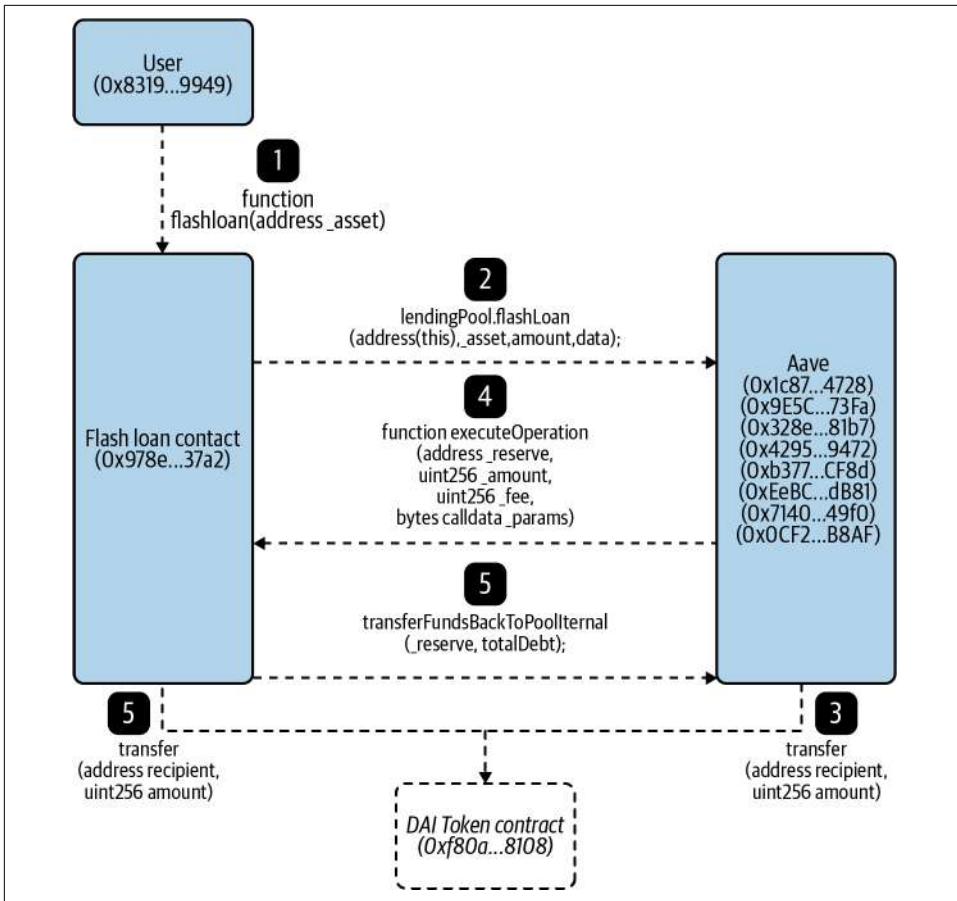 User
(0x8319...9949)
1
function
flashloan(address _asset)
2
lendingPool.flashLoan
(address(this),_asset,amount,data);
4
function executeOperation
(address _reserve,
uint256 _amount,
uint256 _fee,
bytes calldata _params)
5
transferFundsBackToPoolIternal
(_reserve, totalDebt);
Flash loan contact
(0x978e...37a2)
Aave
(0x1c87...4728)
(0x9E5C...73Fa)
(0x328e...81b7)
(0x4295...9472)
(0xb377...CF8d)
(0xEeBC...dB81)
(0x7140...49f0)
(0x0CF2...B8AF)
5
transfer
(address recipient,
uint256 amount)
3
transfer
(address recipient,
uint256 amount)
DAI Token contract
(0xf80a...8108)